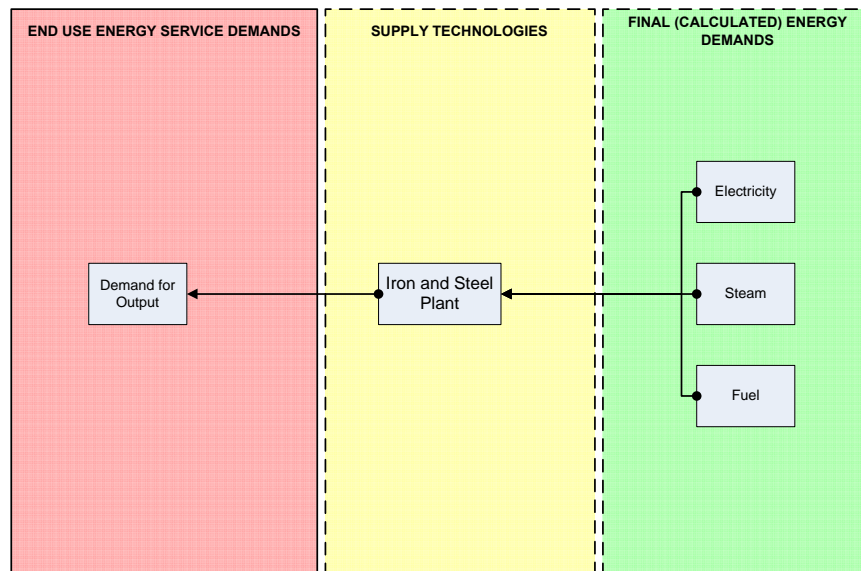 END USE ENERGY SERVICE DEMANDS
SUPPLY TECHNOLOGIES
FINAL (CALCULATED) ENERGY
DEMANDS
Electricity
Demand for
Output
Iron and Steel
Plant
Steam
Fuel